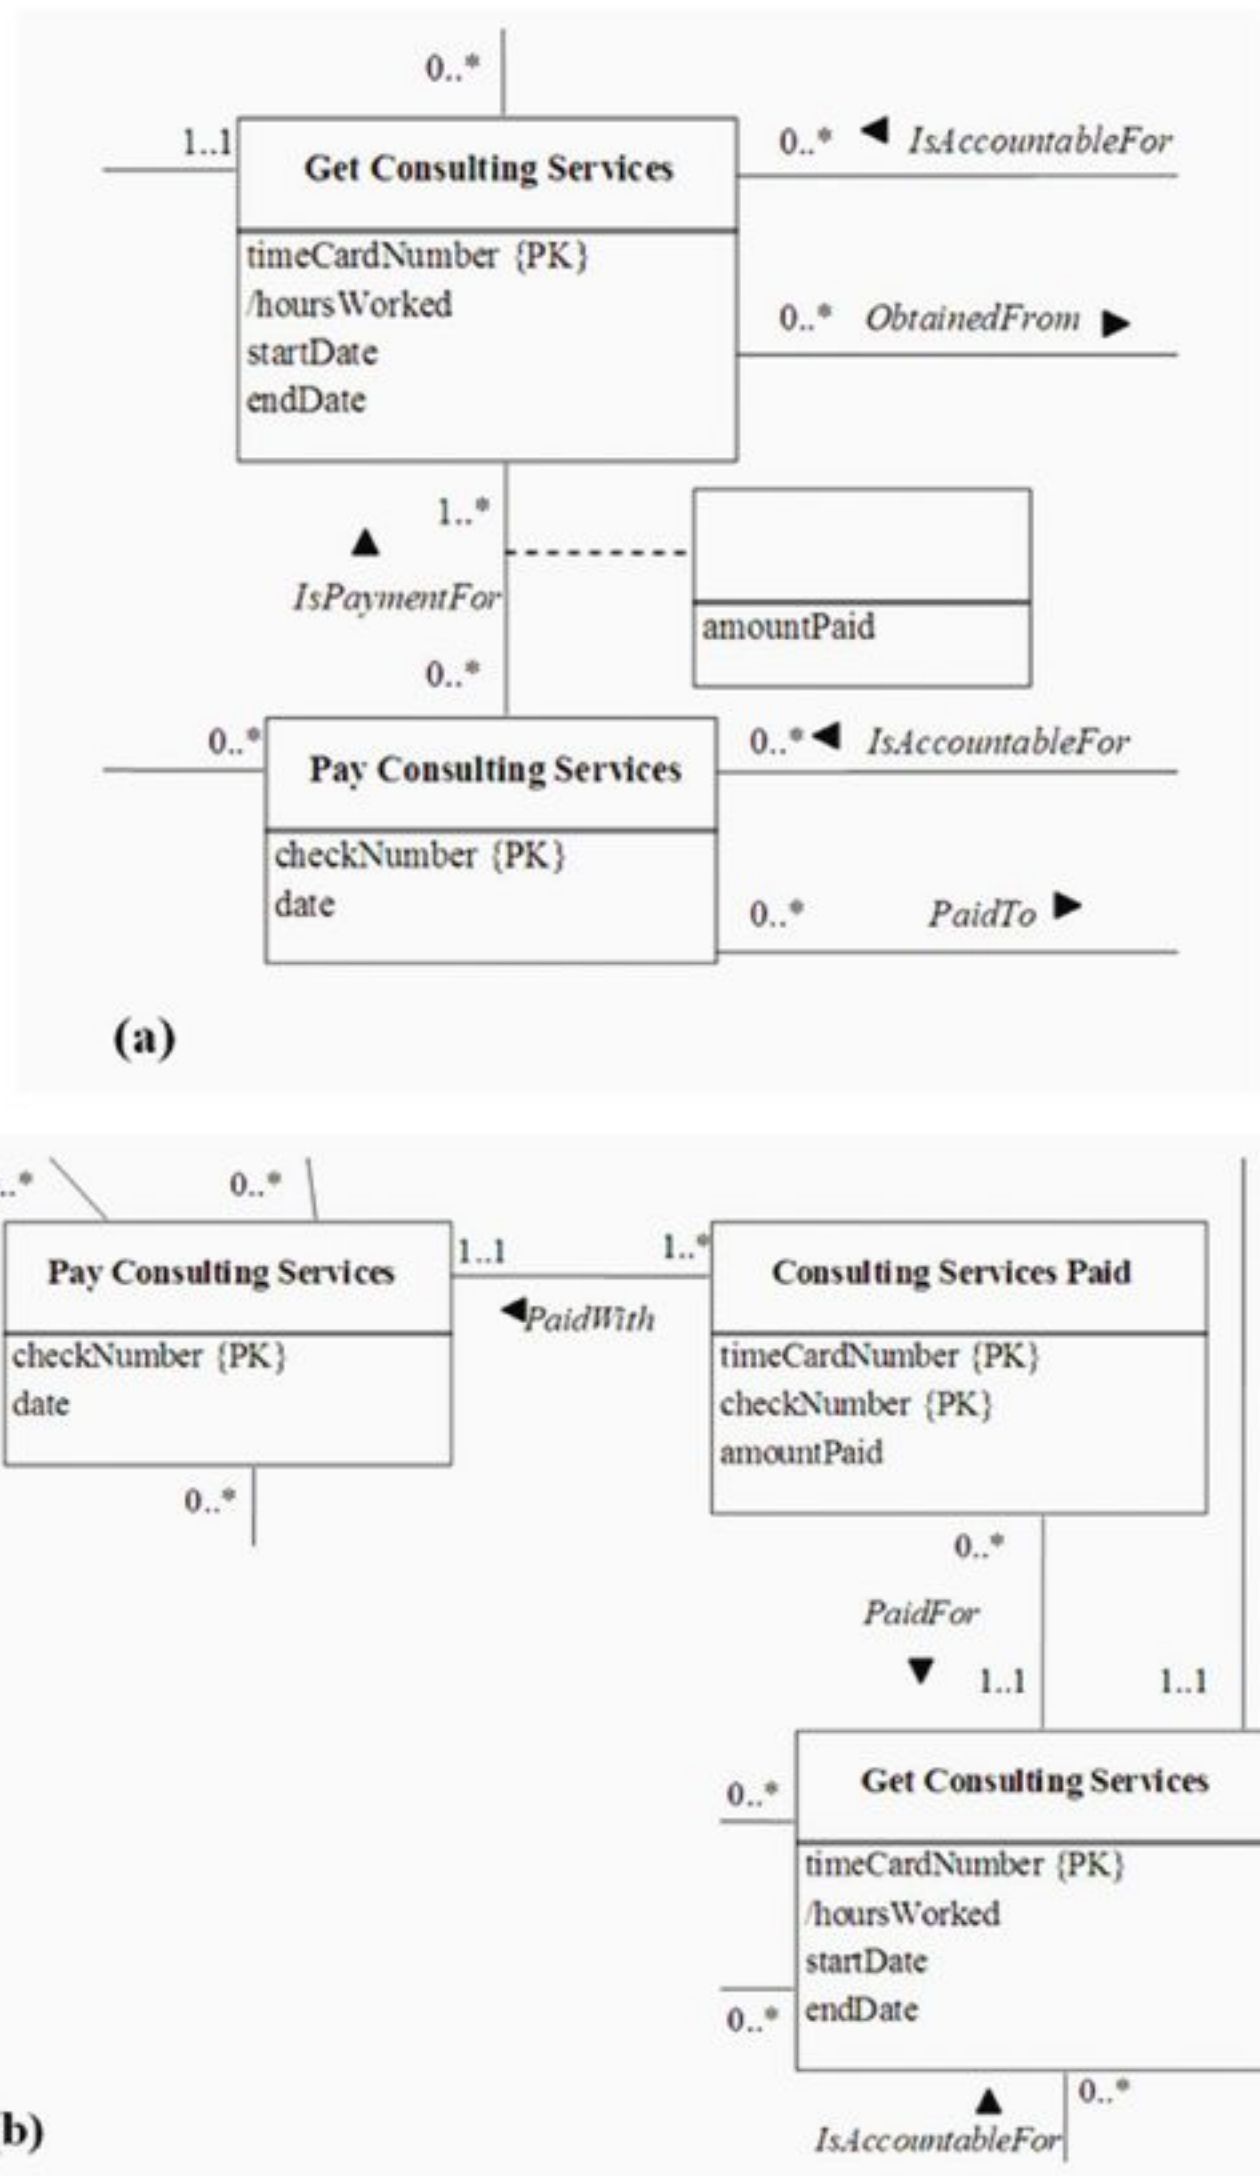 0..*
1..1
Get Consulting Services
0..* ◀ IsAccountableFor
timeCardNumber {PK}
/hoursWorked
startDate
endDate
0..* ObtainedFrom ▶
1..*
▲
IsPaymentFor
amountPaid
0..*
0..*
Pay Consulting Services
0..* ◀ IsAccountableFor
checkNumber {PK}
date
0..* PaidTo ▶
(a)
..*
0..*
Pay Consulting Services
1..1
1..*
Consulting Services Paid
◀PaidWith
checkNumber {PK}
date
timeCardNumber {PK}
checkNumber {PK}
amountPaid
0..*
0..*
PaidFor
▼
1..1
1..1
0..*
Get Consulting Services
timeCardNumber {PK}
/hoursWorked
startDate
endDate
0..*
▲
0..*
IsAccountableFor
b)